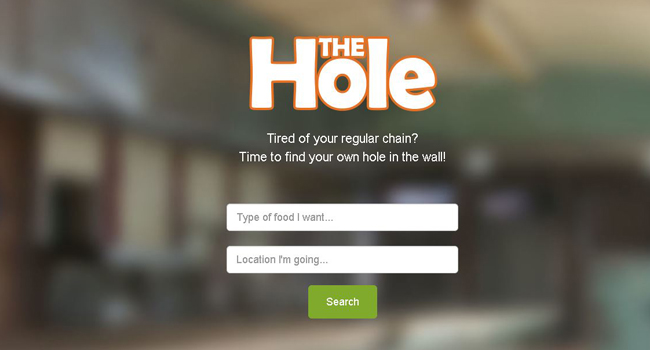 THE
Hole
Tired of your regular chain?
Time to find your own hole in the wall!
Type of food I want...
Location I'm going...
Search